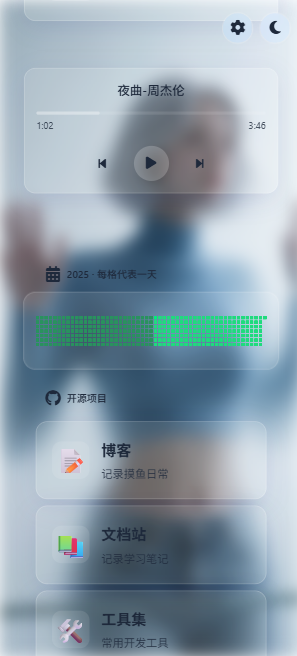 夜曲-周杰伦
1:02
3:46
2025 · 每格代表一天
开源项目
博客
记录摸鱼日常
文档站
记录学习笔记
工具集
常用开发工具